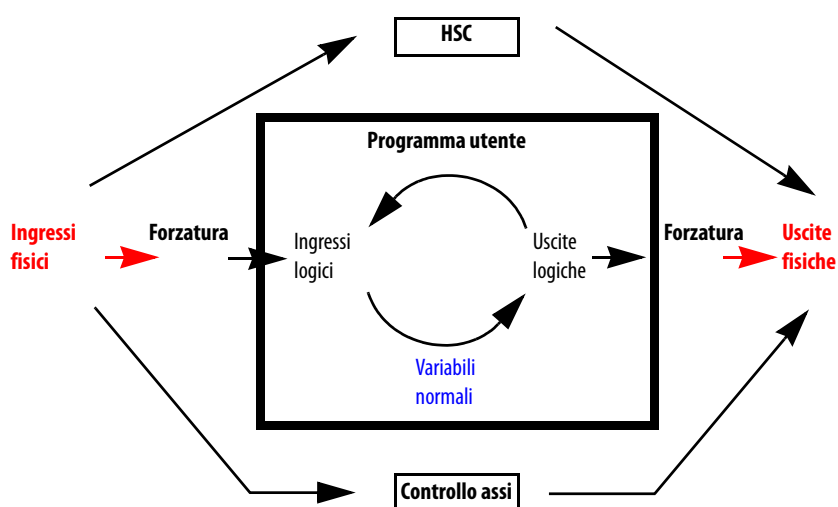 HSC
Programma utente
Ingressi
fisici
Forzatura
Ingressi
logici
Uscite
logiche
Forzatura
Uscite
fisiche
Variabili
normali
Controllo assi